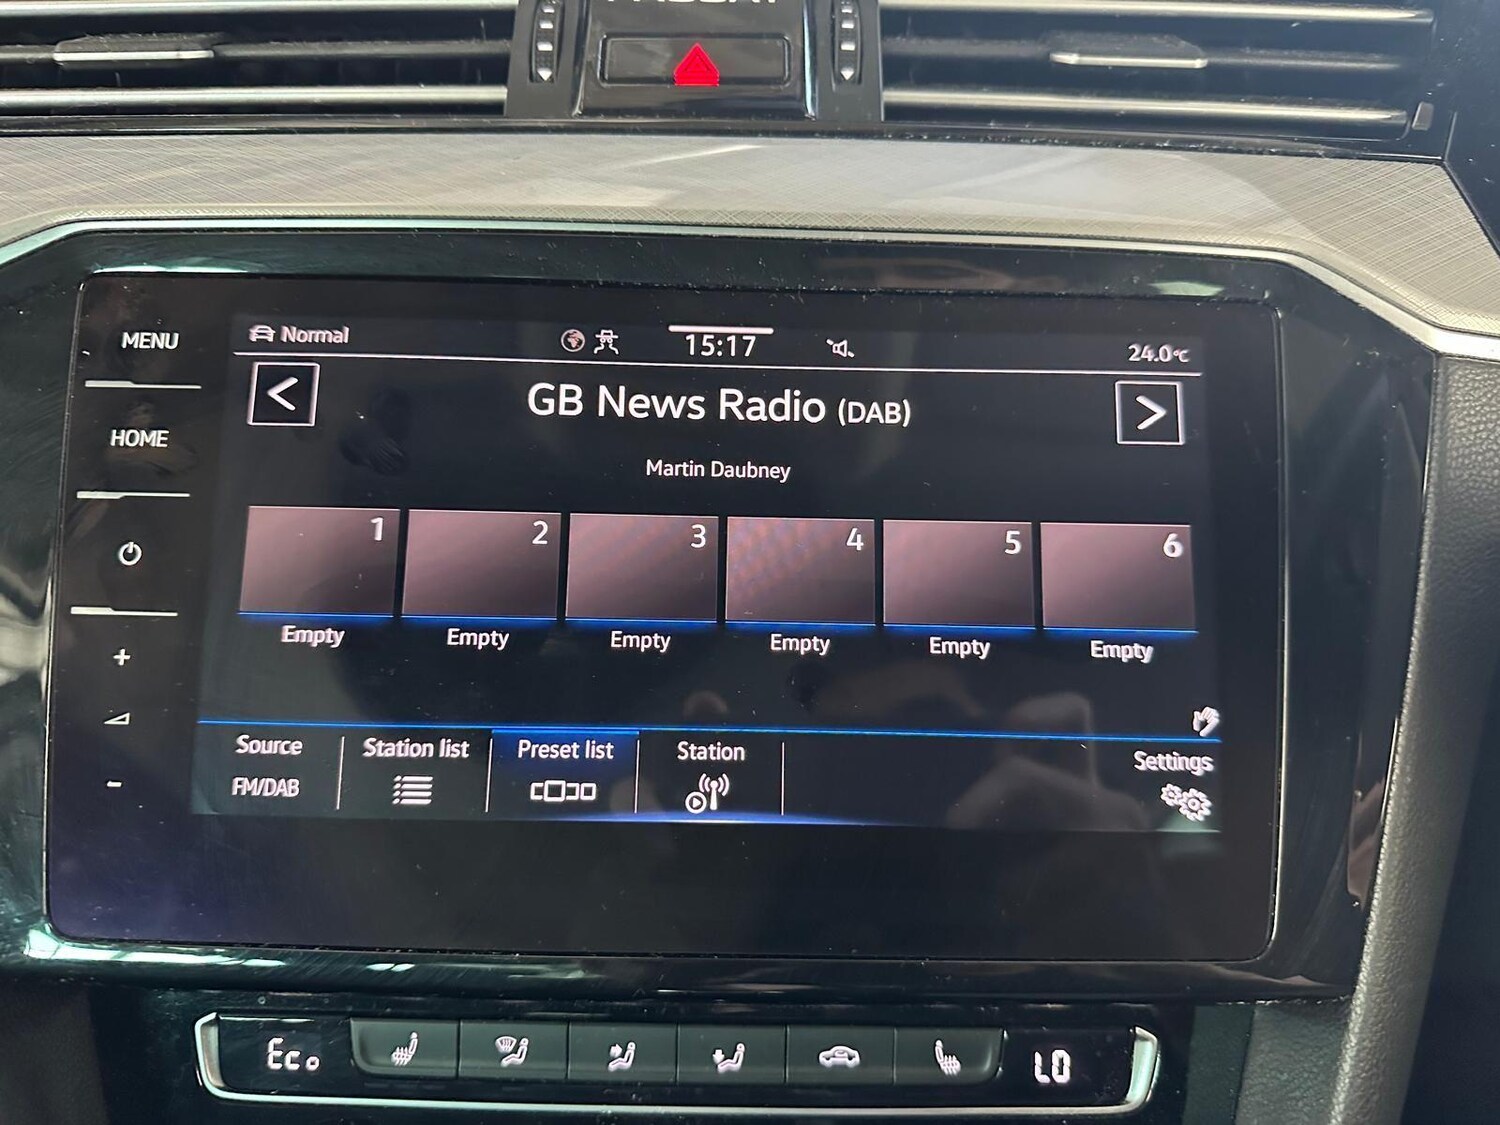 PASSAT
MENU
HOME
+
-
Normal
15:17
24.0°C
<
GB News Radio (DAB)
>
Martin Daubney
1
2
3
4
5
6
Empty
Empty
Empty
Empty
Empty
Empty
Source
FM/DAB
Station list
Preset list
Station
Settings
Eco
LO